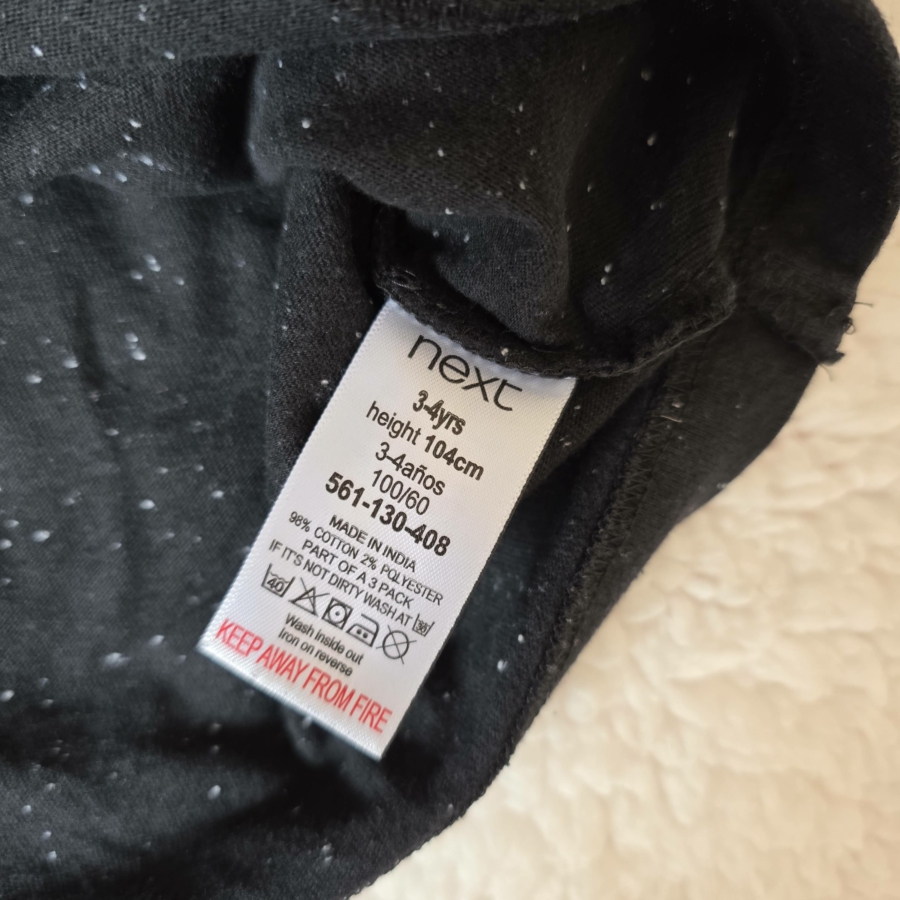 next
3-4yrs
height 104cm
3-4años
100/60
561-130-408
MADE IN INDIA
98% COTTON 2% POLYESTER
PART OF A 3 PACK
IF IT'S NOT DIRTY WASH AT 30
40
Wash inside out
Iron on reverse
KEEP AWAY FROM FIRE